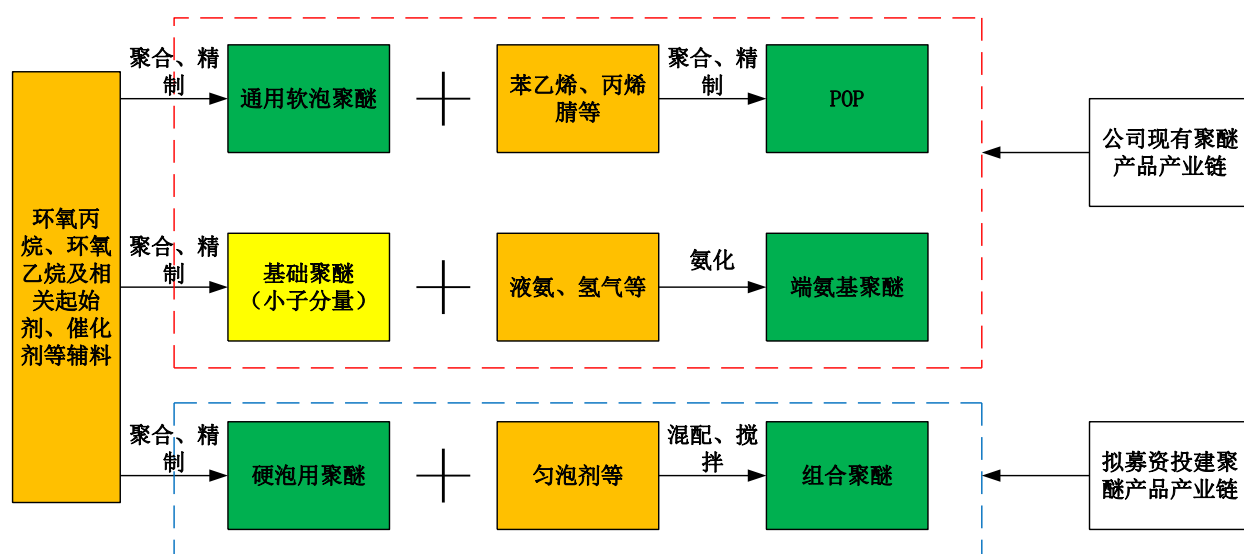 聚合、精
制
通用软泡聚醚
苯乙烯、丙烯
腈等
聚合、精
制
POP
公司现有聚醚
产品产业链
环氧丙
烷、环氧
乙烷及相
关起始
剂、催化
剂等辅料
聚合、精
制
基础聚醚
（小子分量）
液氨、氢气等
氨化
端氨基聚醚
聚合、精
制
硬泡用聚醚
匀泡剂等
混配、搅
拌
组合聚醚
拟募资投建聚
醚产品产业链